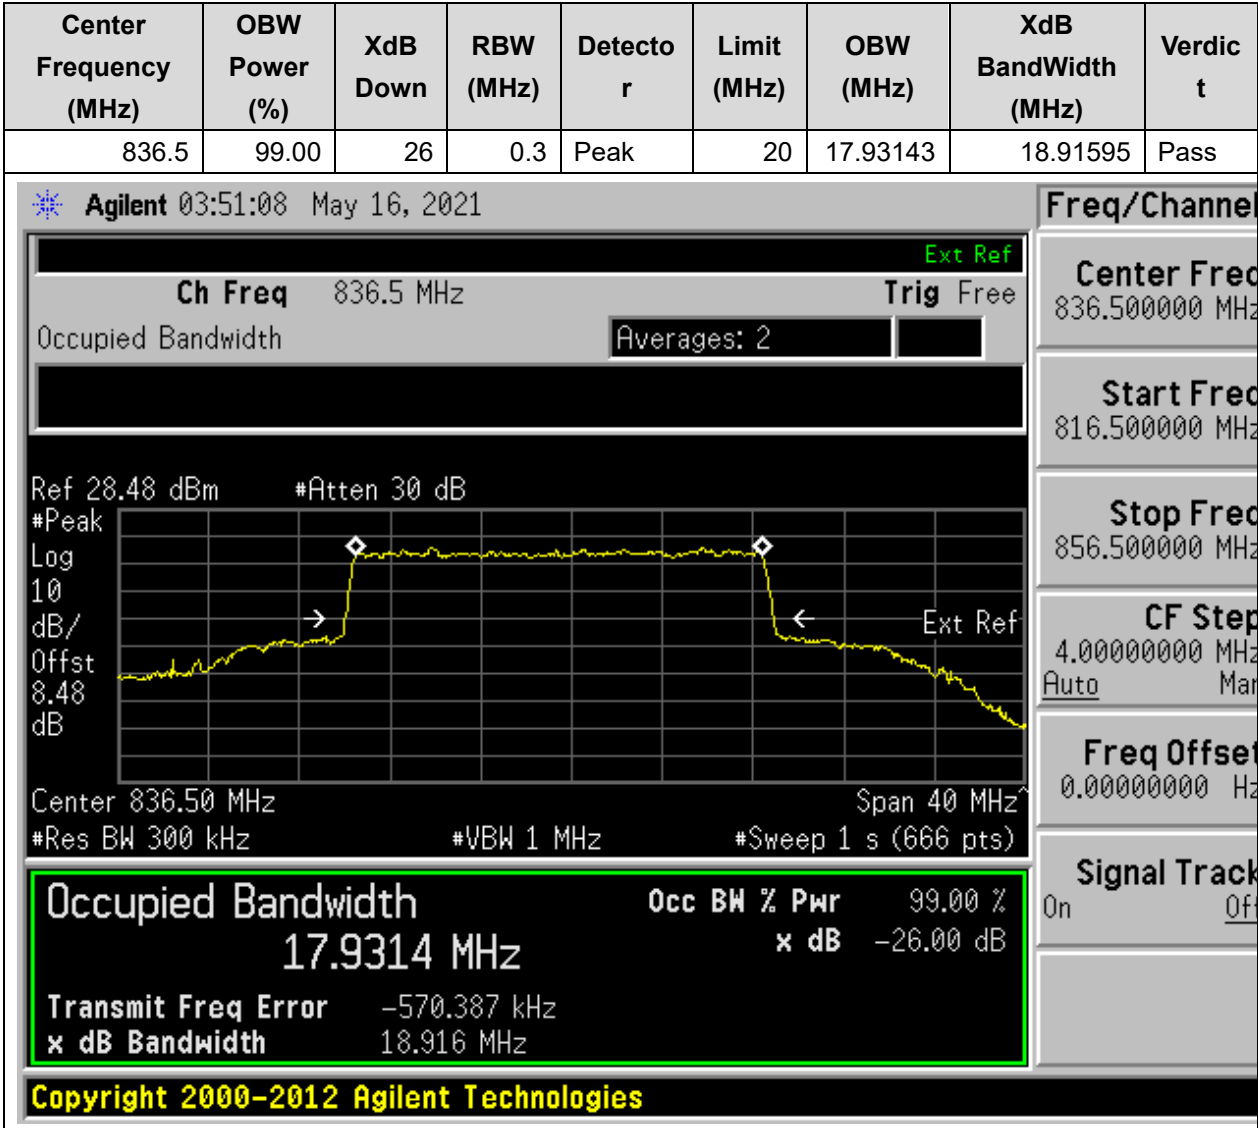 Center Frequency (MHz) OBW Power (%) XdB Down RBW (MHz) Detector Limit (MHz) OBW (MHz) XdB BandWidth (MHz) Verdict
836.5 99.00 26 0.3 Peak 20 17.93143 18.91595 Pass
Agilent 03:51:08 May 16, 2021
Freq/Channel
Ext Ref
Ch Freq 836.5 MHz Trig Free
Occupied Bandwidth Averages: 2
Center Freq
836.500000 MHz
Start Freq
816.500000 MHz
Stop Freq
856.500000 MHz
CF Step
4.00000000 MHz
Auto Man
Freq Offset
0.00000000 Hz
Signal Track
On Off
Ref 28.48 dBm #Atten 30 dB
#Peak
Log
10
dB/
Offst
8.48
dB
Ext Ref
Center 836.50 MHz Span 40 MHz^
#Res BW 300 kHz #VBW 1 MHz #Sweep 1 s (666 pts)
Occupied Bandwidth
17.9314 MHz
Occ BW % Pwr 99.00 %
x dB -26.00 dB
Transmit Freq Error -570.387 kHz
x dB Bandwidth 18.916 MHz
Copyright 2000-2012 Agilent Technologies